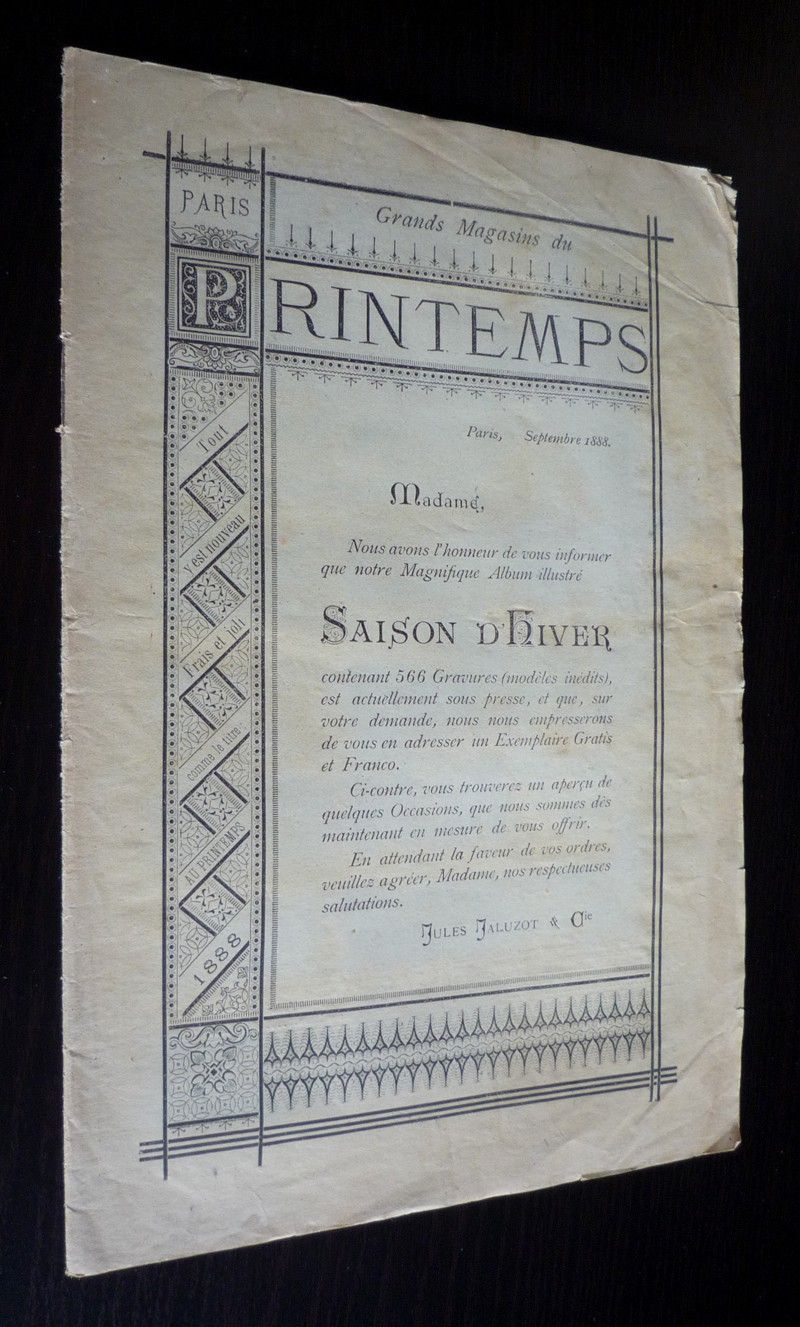 PARIS
Grands Magasins du
PRINTEMPS
Tout
y est nouveau
Frais et joli
comme le titre:
AU PRINTEMPS
1888
Paris, Septembre 1888.
Madame,
Nous avons l'honneur de vous informer
que notre Magnifique Album illustré
SAISON D'HIVER
contenant 566 Gravures (modèles inédits),
est actuellement sous presse, et que, sur
votre demande, nous nous empresserons
de vous en adresser un Exemplaire Gratis
et Franco.
Ci-contre, vous trouverez un aperçu de
quelques Occasions, que nous sommes dès
maintenant en mesure de vous offrir.
En attendant la faveur de vos ordres,
veuillez agréer, Madame, nos respectueuses
salutations.
JULES JALUZOT & Cie